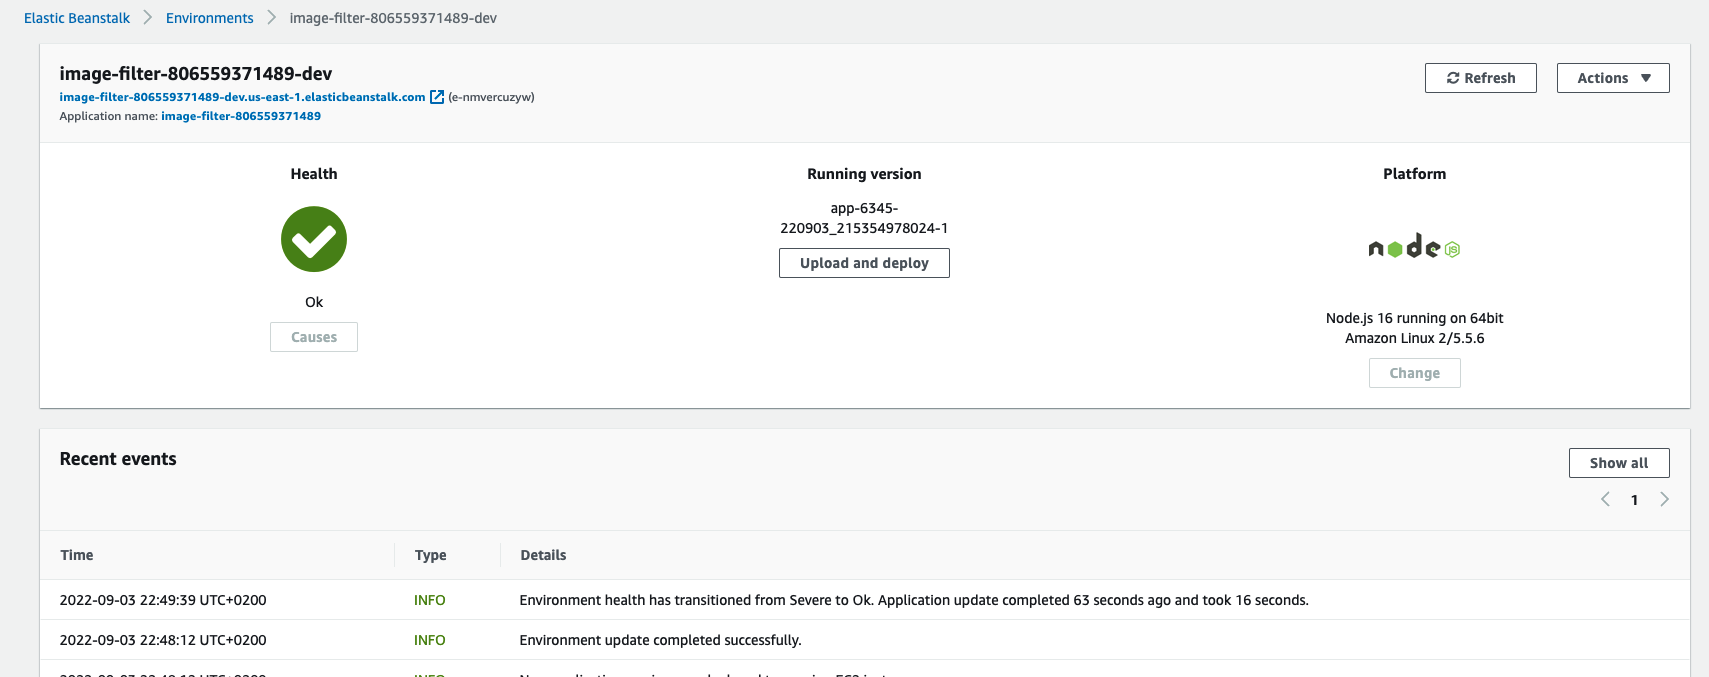 Elastic Beanstalk > Environments > image-filter-806559371489-dev
image-filter-806559371489-dev
Refresh
Actions
image-filter-806559371489-dev.us-east-1.elasticbeanstalk.com (e-nmvercuzyw)
Application name: image-filter-806559371489
Health
Running version
Platform
app-6345-
220903_215354978024-1
node JS
Upload and deploy
Ok
Causes
Node.js 16 running on 64bit
Amazon Linux 2/5.5.6
Change
Recent events
Show all
1
Time Type Details
2022-09-03 22:49:39 UTC+0200 INFO Environment health has transitioned from Severe to Ok. Application update completed 63 seconds ago and took 16 seconds.
2022-09-03 22:48:12 UTC+0200 INFO Environment update completed successfully.